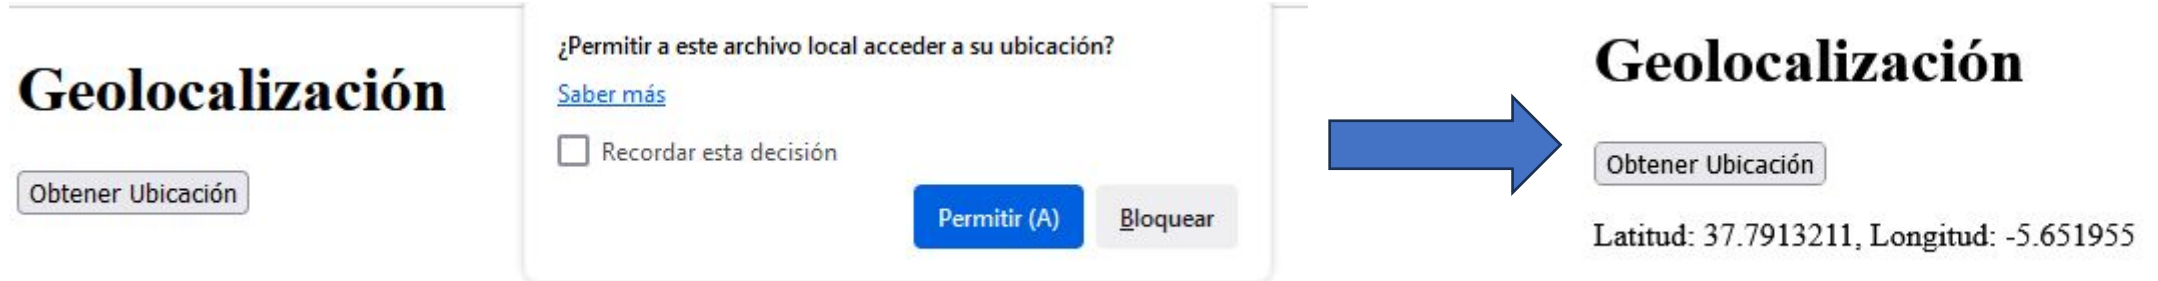 Geolocalización
Obtener Ubicación
¿Permitir a este archivo local acceder a su ubicación?
Saber más
Recordar esta decisión
Permitir (A)
Bloquear
Geolocalización
Obtener Ubicación
Latitud: 37.7913211, Longitud: -5.651955